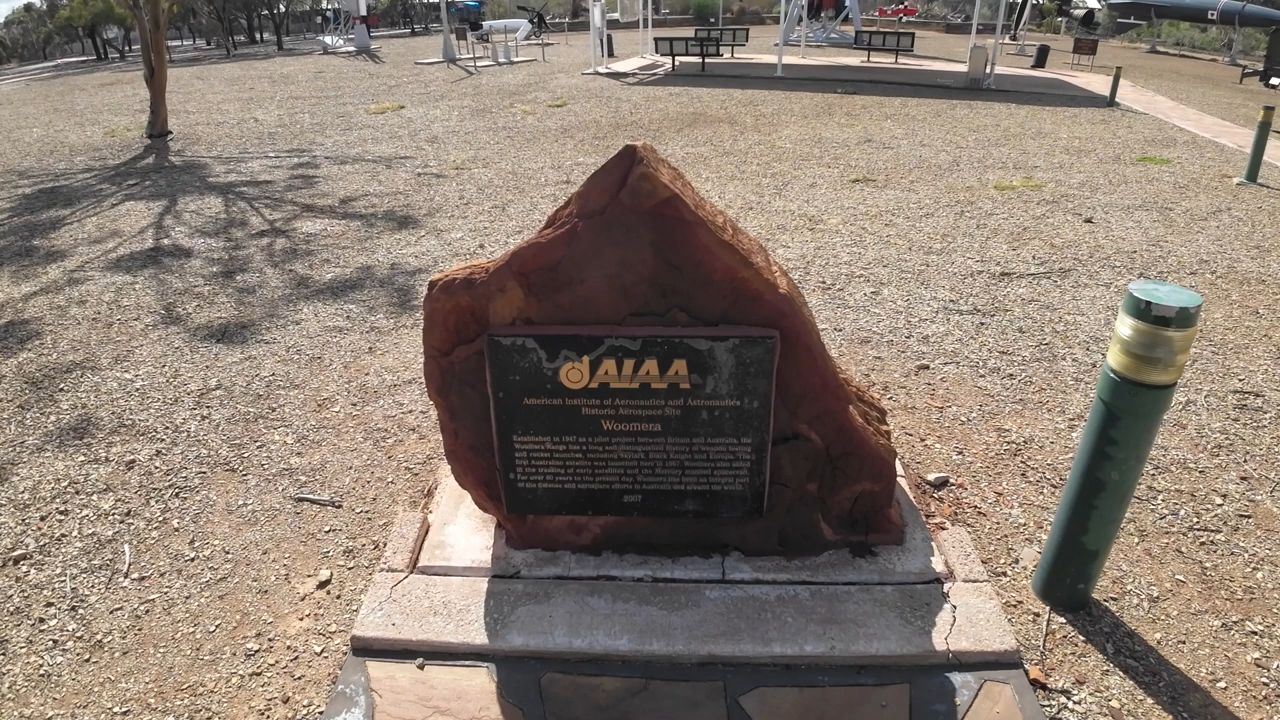 AIAA
American Institute of Aeronautics and Astronautics
Historic Aerospace Site
Woomera
Established in 1947 as a joint project between Britain and Australia, the
Woomera Range has a long and distinguished history of weapon testing
and rocket launches, including Skylark, Black Knight and Europa. The
first Australian satellite was launched here in 1967. Woomera also aided
in the tracking of early satellites and the Mercury manned spacecraft.
For over 60 years to the present day, Woomera has been an integral part
of the defense and aerospace efforts in Australia and around the world.
2007